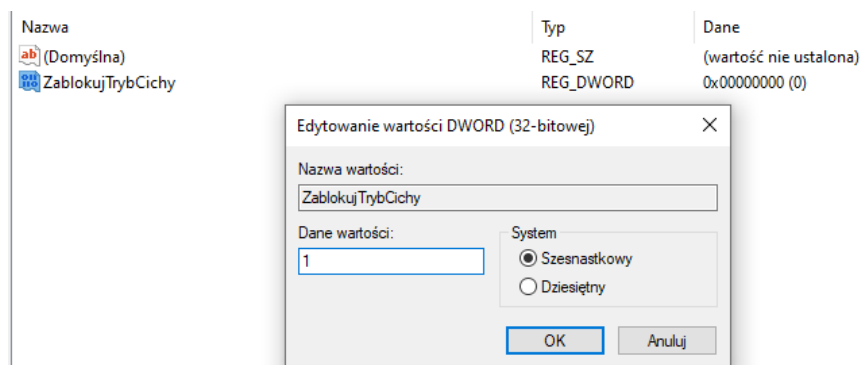 Nazwa Typ Dane
ab (Domyślna) REG_SZ (wartość nie ustalona)
ZablokujTrybCichy REG_DWORD 0x00000000 (0)
Edytowanie wartości DWORD (32-bitowej)
Nazwa wartości:
ZablokujTrybCichy
Dane wartości: System
1 Szesnastkowy
Dziesiętny
OK Anuluj